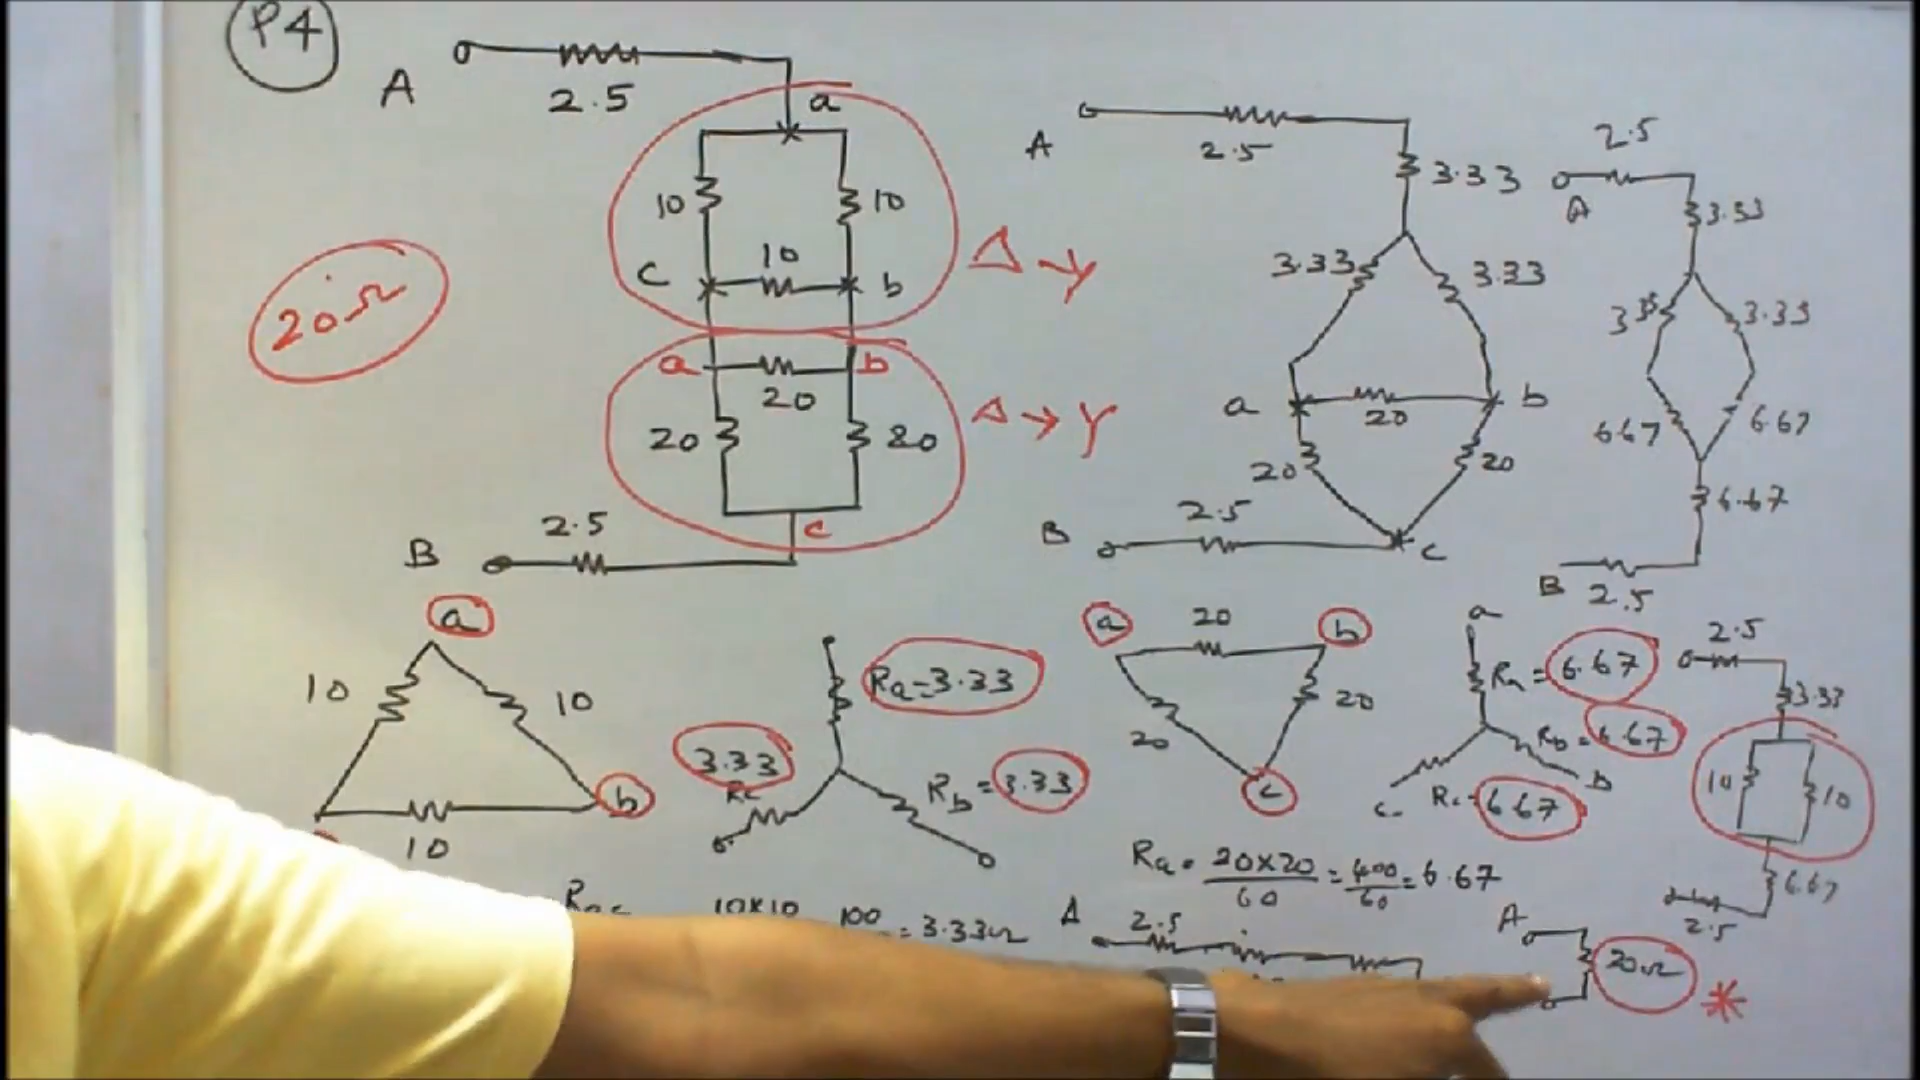 P4
A
2.5
a
10
10
10
C
b
Δ→Y
20Ω
a
b
20
20
20
Δ→Y
c
2.5
B
A
2.5
3.33
3.33
3.33
a
20
b
20
20
2.5
B
c
2.5
A
3.33
3.33
6.67
6.67
6.67
B
2.5
a
10
10
b
10
Ra=3.33
3.33
Rc
Rb=3.33
a
20
b
20
20
c
a
Ra=6.67
Rb=6.67
b
c
Rc=6.67
2.5
3.33
10
10
6.67
2.5
Ra=20×20/60=400/60=6.67
10×10
100
=3.33Ω
A
2.5
A
20Ω
*